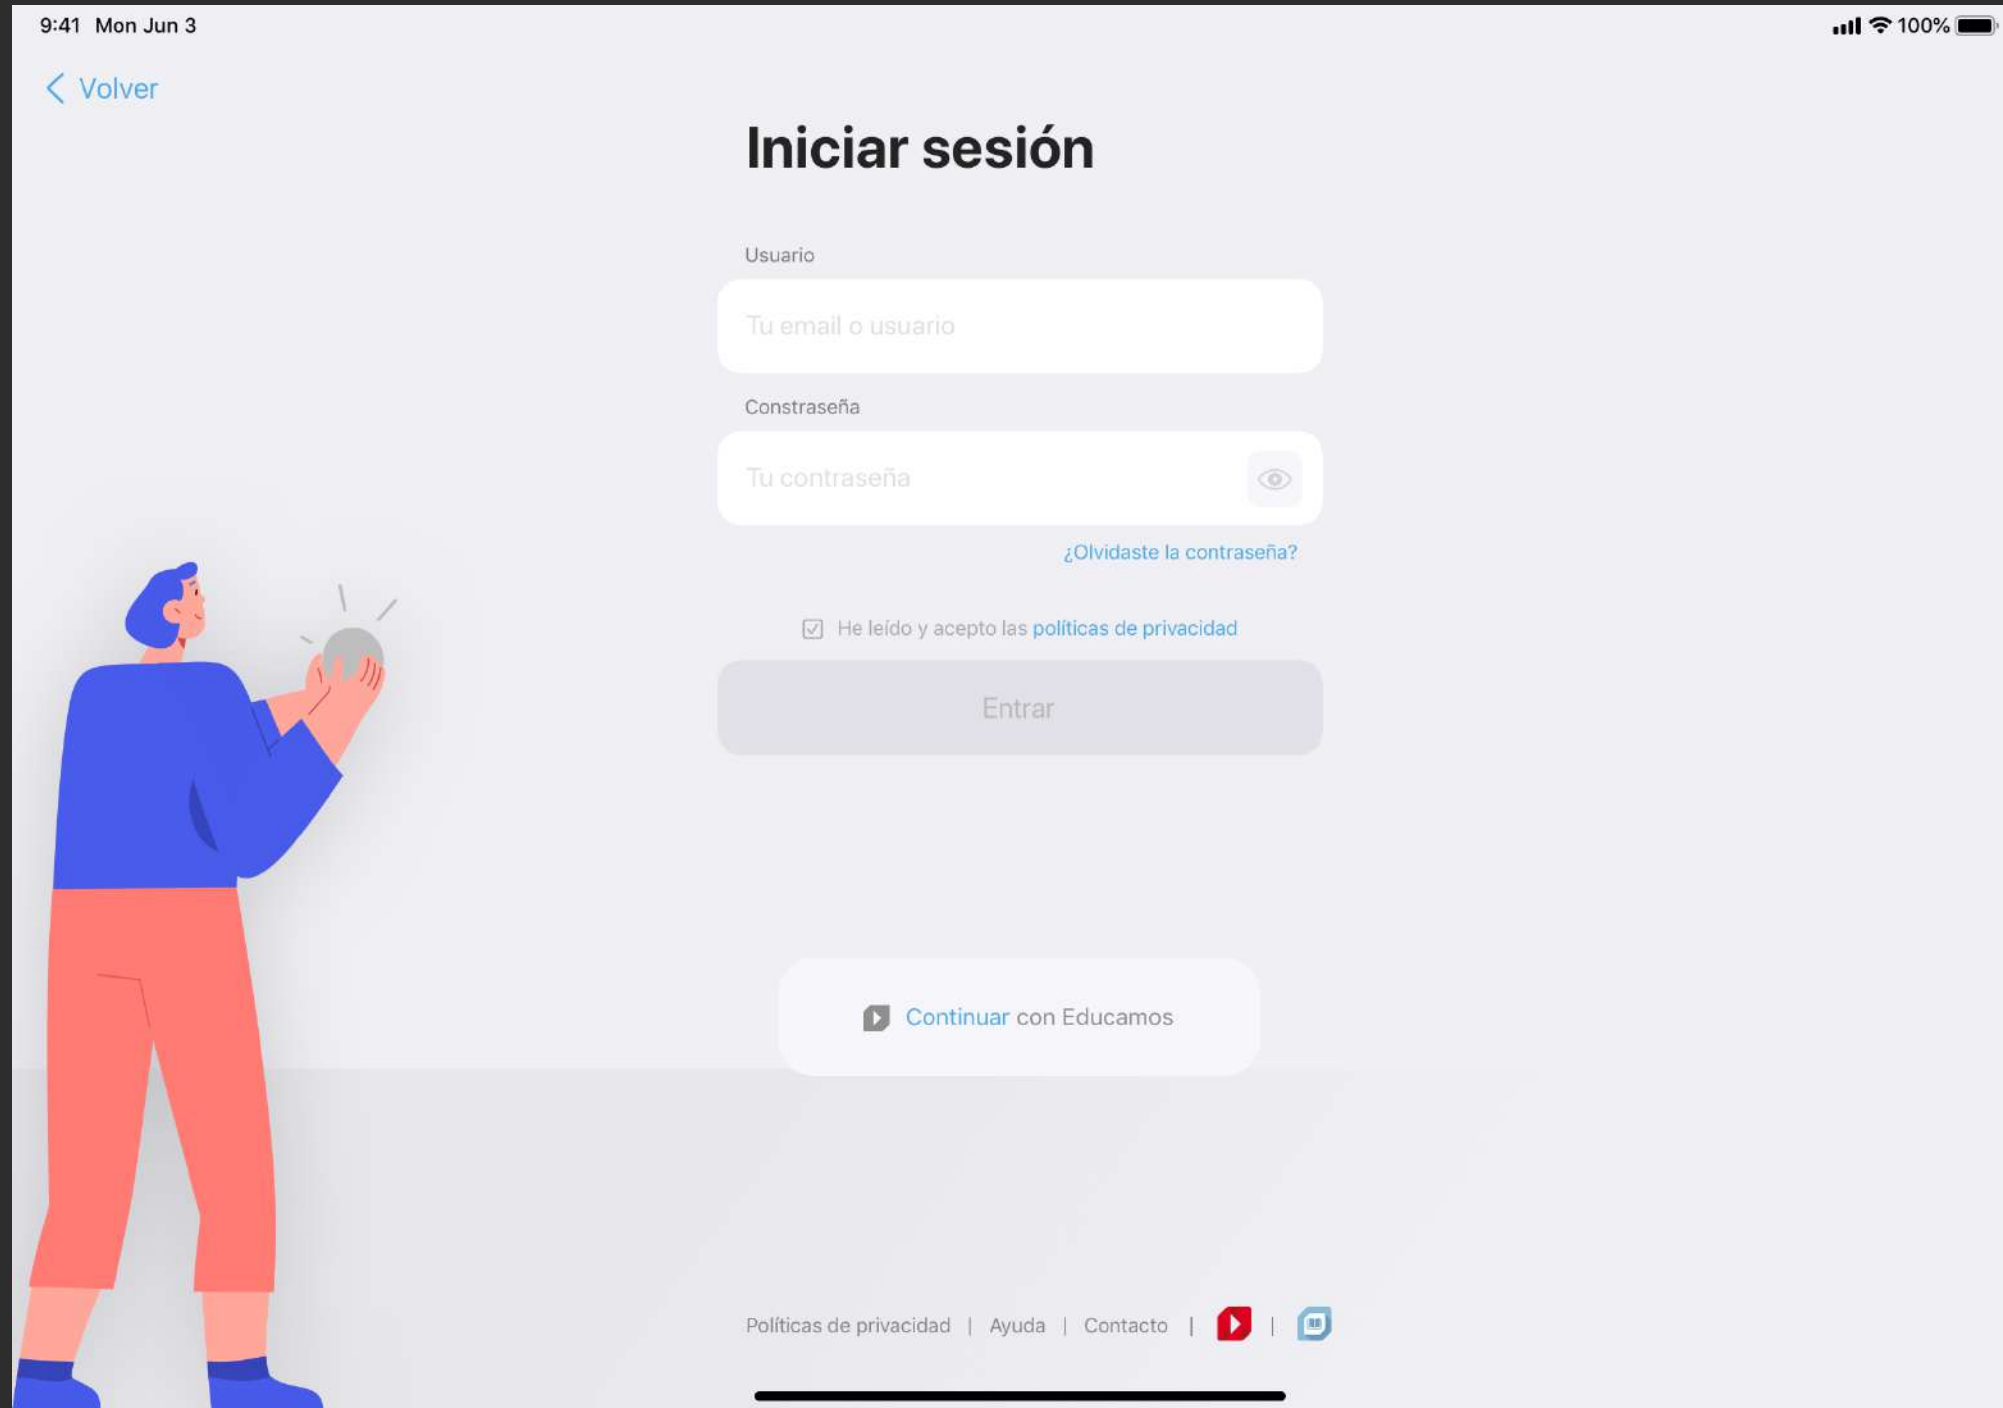 9:41 Mon Jun 3
100%
Volver
Iniciar sesión
Usuario
Tu email o usuario
Constraseña
Tu contraseña
¿Olvidaste la contraseña?
He leído y acepto las políticas de privacidad
Entrar
Continuar con Educamos
Políticas de privacidad | Ayuda | Contacto | |